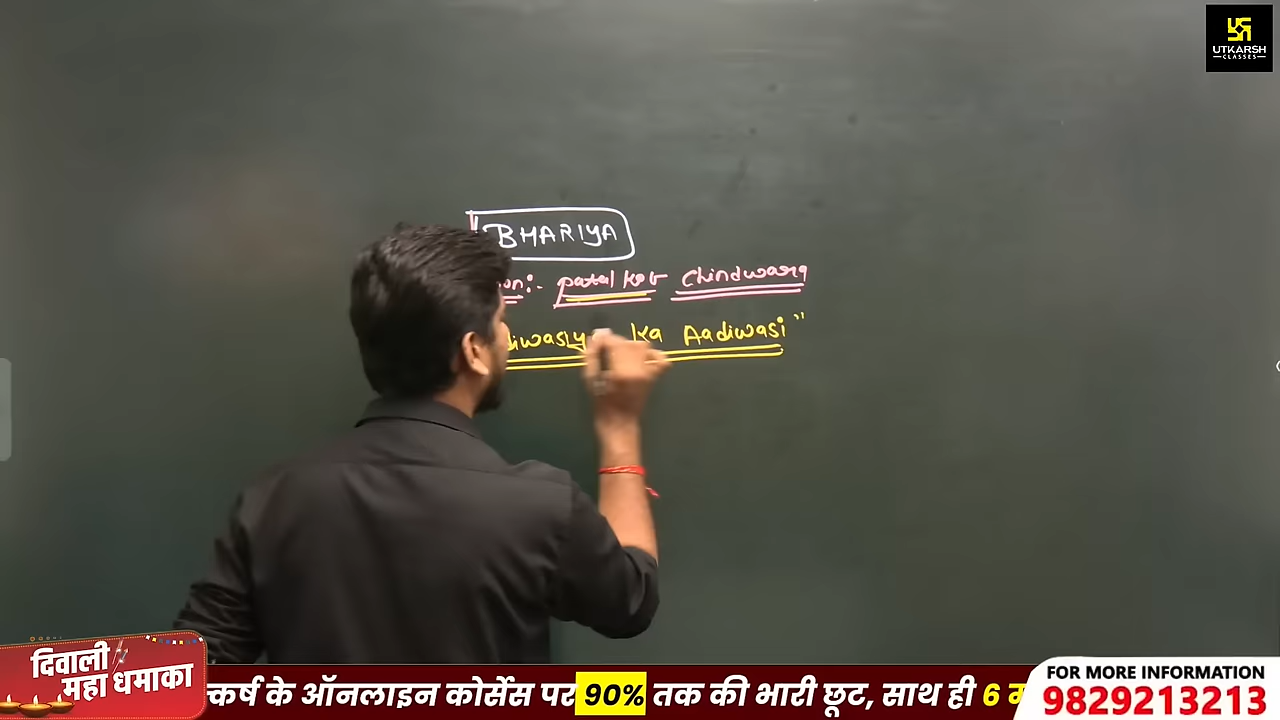 UTKARSH
CLASSES
BHARIYA
:- patalkot Chindwara
ka Aadiwasi"
दिवाली
महा धमाका
कर्ष के ऑनलाइन कोर्सेस पर 90% तक की भारी छूट, साथ ही 6
FOR MORE INFORMATION
9829213213